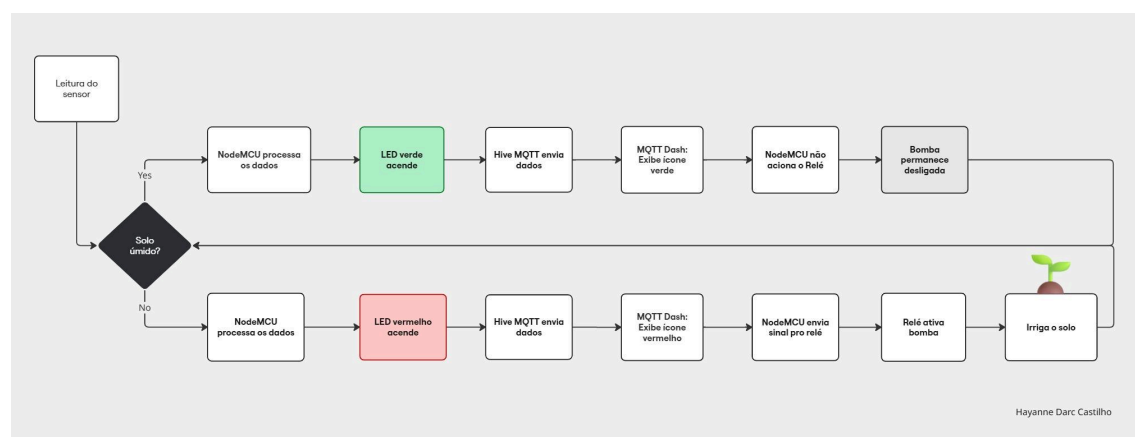 Leitura do
sensor
NodeMCU processa
os dados
LED verde
acende
Hive MQTT envia
dados
MQTT Dash:
Exibe ícone
verde
NodeMCU não
aciona o Relé
Bomba
permanece
desligada
Yes
Solo
úmido?
No
NodeMCU
processa os dados
LED vermelho
acende
Hive MQTT envia
dados
MQTT Dash:
Exibe ícone
vermelho
NodeMCU envia
sinal pro relé
Relé ativa
bomba
Irriga o solo
Hayanne Darc Castilho